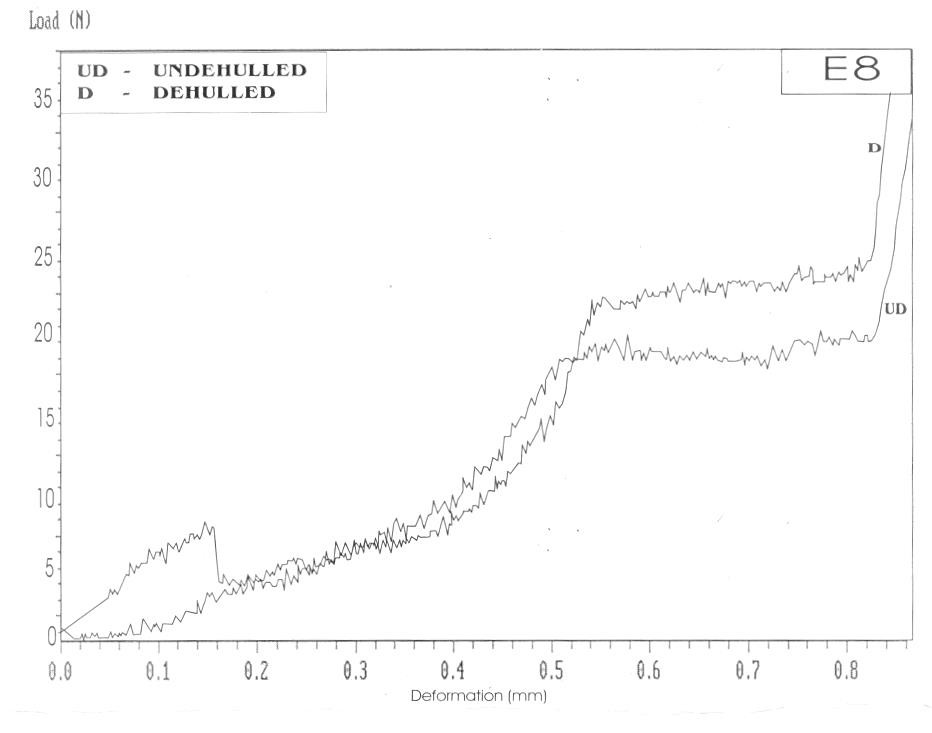 Load (N)
UD - UNDEHULLED
D - DEHULLED
E8
35
30
25
20
15
10
5
0
D
UD
0.0 0.1 0.2 0.3 0.4 0.5 0.6 0.7 0.8
Deformation (mm)